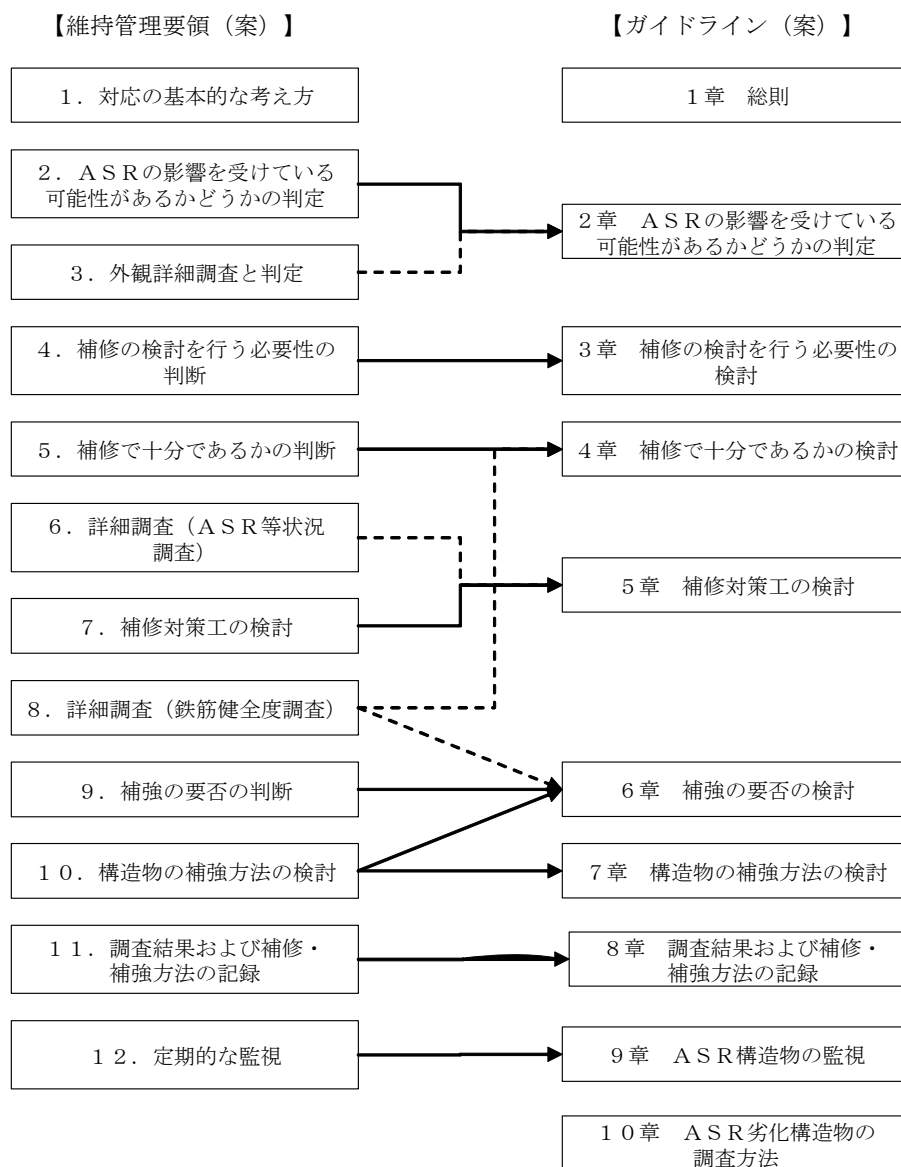 【維持管理要領（案）】
【ガイドライン（案）】
１．対応の基本的な考え方
１章　総則
２．ＡＳＲの影響を受けている
可能性があるかどうかの判定
２章　ＡＳＲの影響を受けている
可能性があるかどうかの判定
３．外観詳細調査と判定
４．補修の検討を行う必要性の
判断
３章　補修の検討を行う必要性の
検討
５．補修で十分であるかの判断
４章　補修で十分であるかの検討
６．詳細調査（ＡＳＲ等状況
調査）
５章　補修対策工の検討
７．補修対策工の検討
８．詳細調査（鉄筋健全度調査）
９．補強の要否の判断
６章　補強の要否の検討
１０．構造物の補強方法の検討
７章　構造物の補強方法の検討
１１．調査結果および補修・
補強方法の記録
８章　調査結果および補修・
補強方法の記録
１２．定期的な監視
９章　ＡＳＲ構造物の監視
１０章　ＡＳＲ劣化構造物の
調査方法